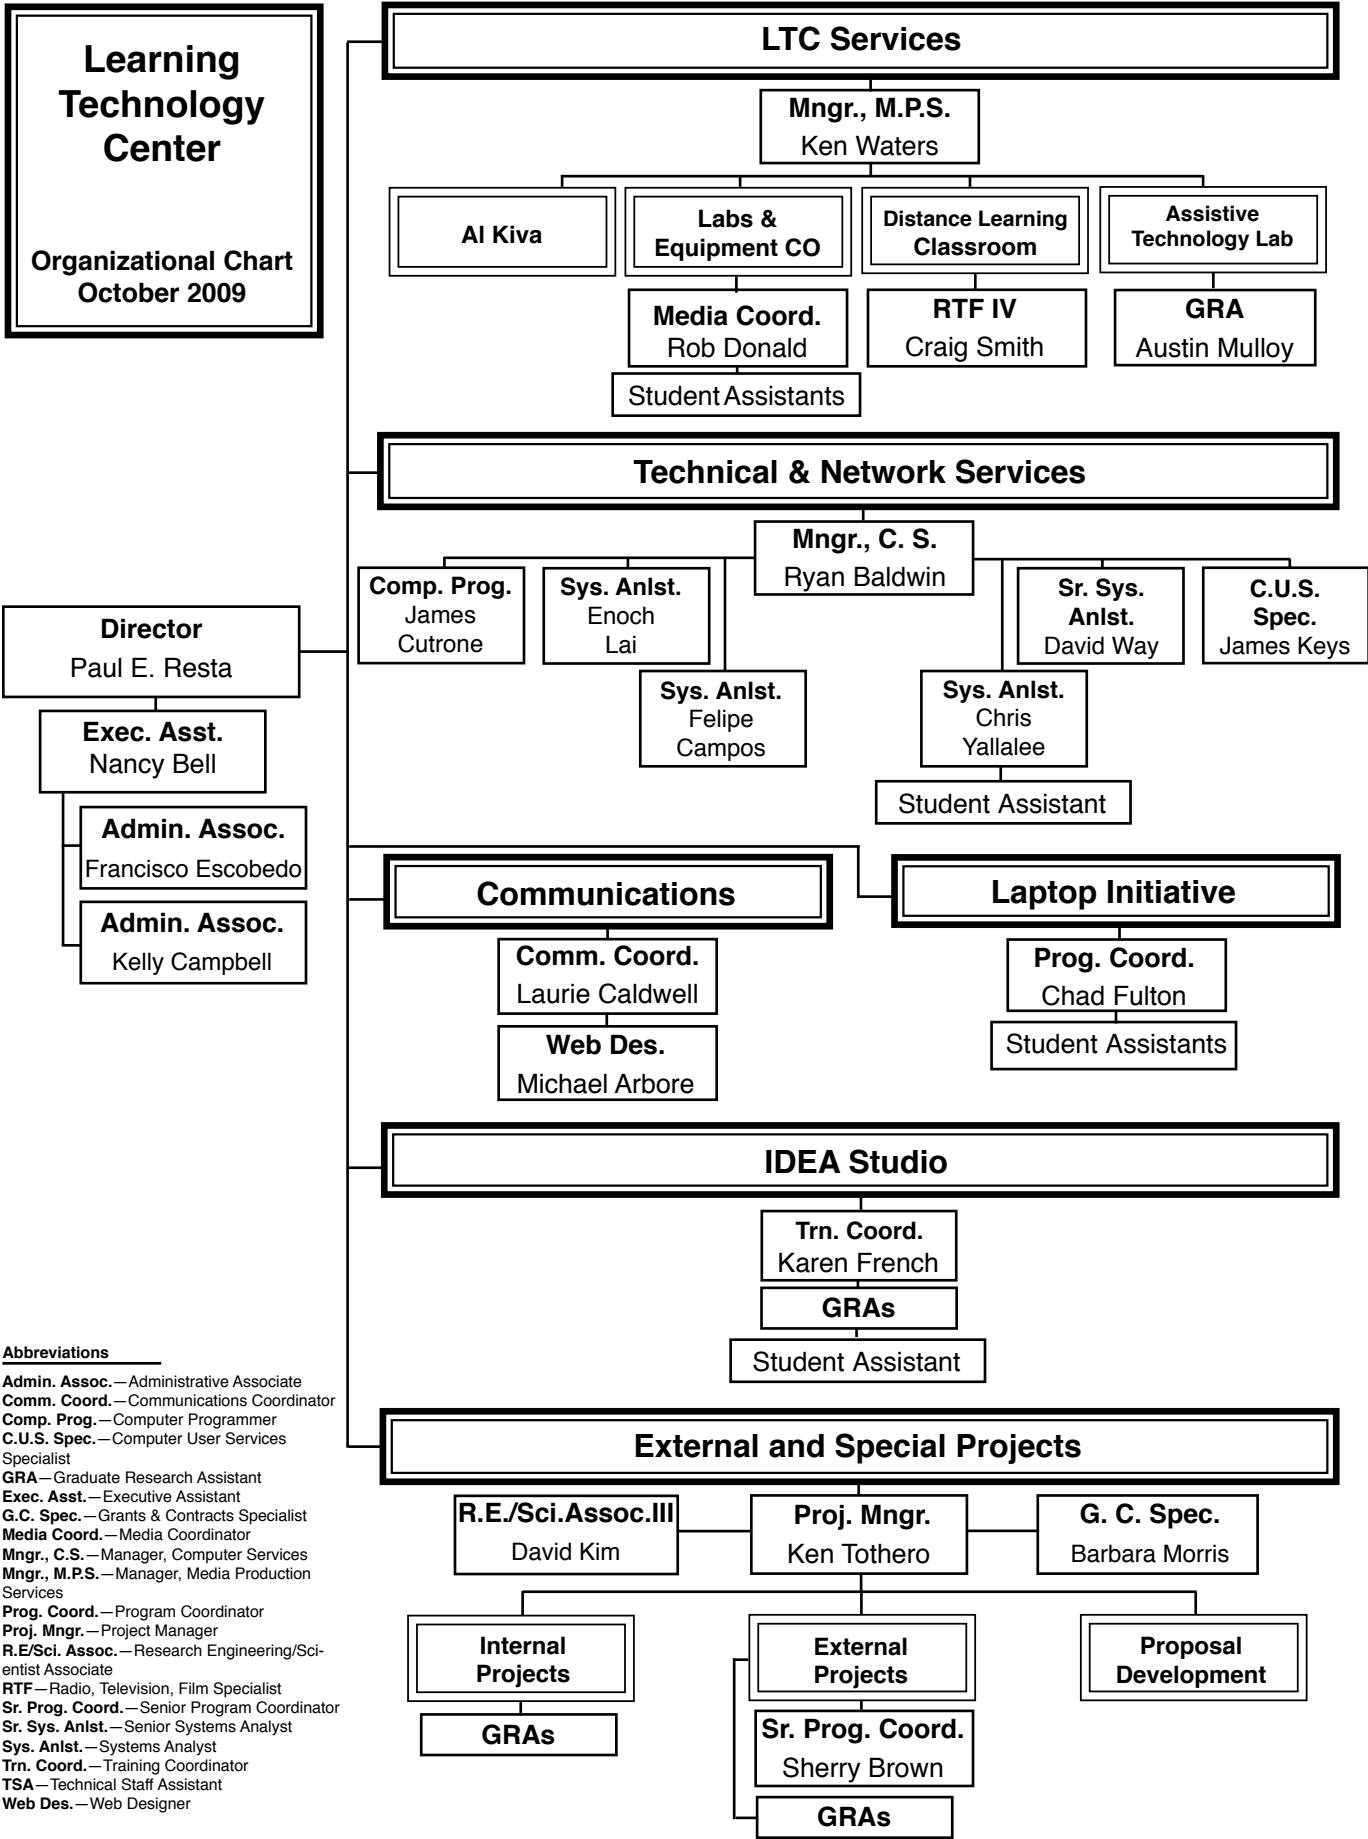 Learning
Technology
Center
Organizational Chart
October 2009
LTC Services
Mngr., M.P.S.
Ken Waters
Al Kiva
Labs &
Equipment CO
Distance Learning
Classroom
Assistive
Technology Lab
Media Coord.
Rob Donald
Student Assistants
RTF IV
Craig Smith
GRA
Austin Mulloy
Technical & Network Services
Mngr., C. S.
Ryan Baldwin
Comp. Prog.
James
Cutrone
Sys. Anlst.
Enoch
Lai
Sys. Anlst.
Felipe
Campos
Sys. Anlst.
Chris
Yallalee
Student Assistant
Sr. Sys.
Anlst.
David Way
C.U.S.
Spec.
James Keys
Director
Paul E. Resta
Exec. Asst.
Nancy Bell
Admin. Assoc.
Francisco Escobedo
Admin. Assoc.
Kelly Campbell
Communications
Comm. Coord.
Laurie Caldwell
Web Des.
Michael Arbore
Laptop Initiative
Prog. Coord.
Chad Fulton
Student Assistants
IDEA Studio
Trn. Coord.
Karen French
GRAs
Student Assistant
External and Special Projects
R.E./Sci.Assoc.III
David Kim
Proj. Mngr.
Ken Tothero
G. C. Spec.
Barbara Morris
Internal
Projects
GRAs
External
Projects
Sr. Prog. Coord.
Sherry Brown
GRAs
Proposal
Development
Abbreviations
Admin. Assoc.—Administrative Associate
Comm. Coord.—Communications Coordinator
Comp. Prog.—Computer Programmer
C.U.S. Spec.—Computer User Services
Specialist
GRA—Graduate Research Assistant
Exec. Asst.—Executive Assistant
G.C. Spec.—Grants & Contracts Specialist
Media Coord.—Media Coordinator
Mngr., C.S.—Manager, Computer Services
Mngr., M.P.S.—Manager, Media Production
Services
Prog. Coord.—Program Coordinator
Proj. Mngr.—Project Manager
R.E/Sci. Assoc.—Research Engineering/Sci-
entist Associate
RTF—Radio, Television, Film Specialist
Sr. Prog. Coord.—Senior Program Coordinator
Sr. Sys. Anlst.—Senior Systems Analyst
Sys. Anlst.—Systems Analyst
Trn. Coord.—Training Coordinator
TSA—Technical Staff Assistant
Web Des.—Web Designer